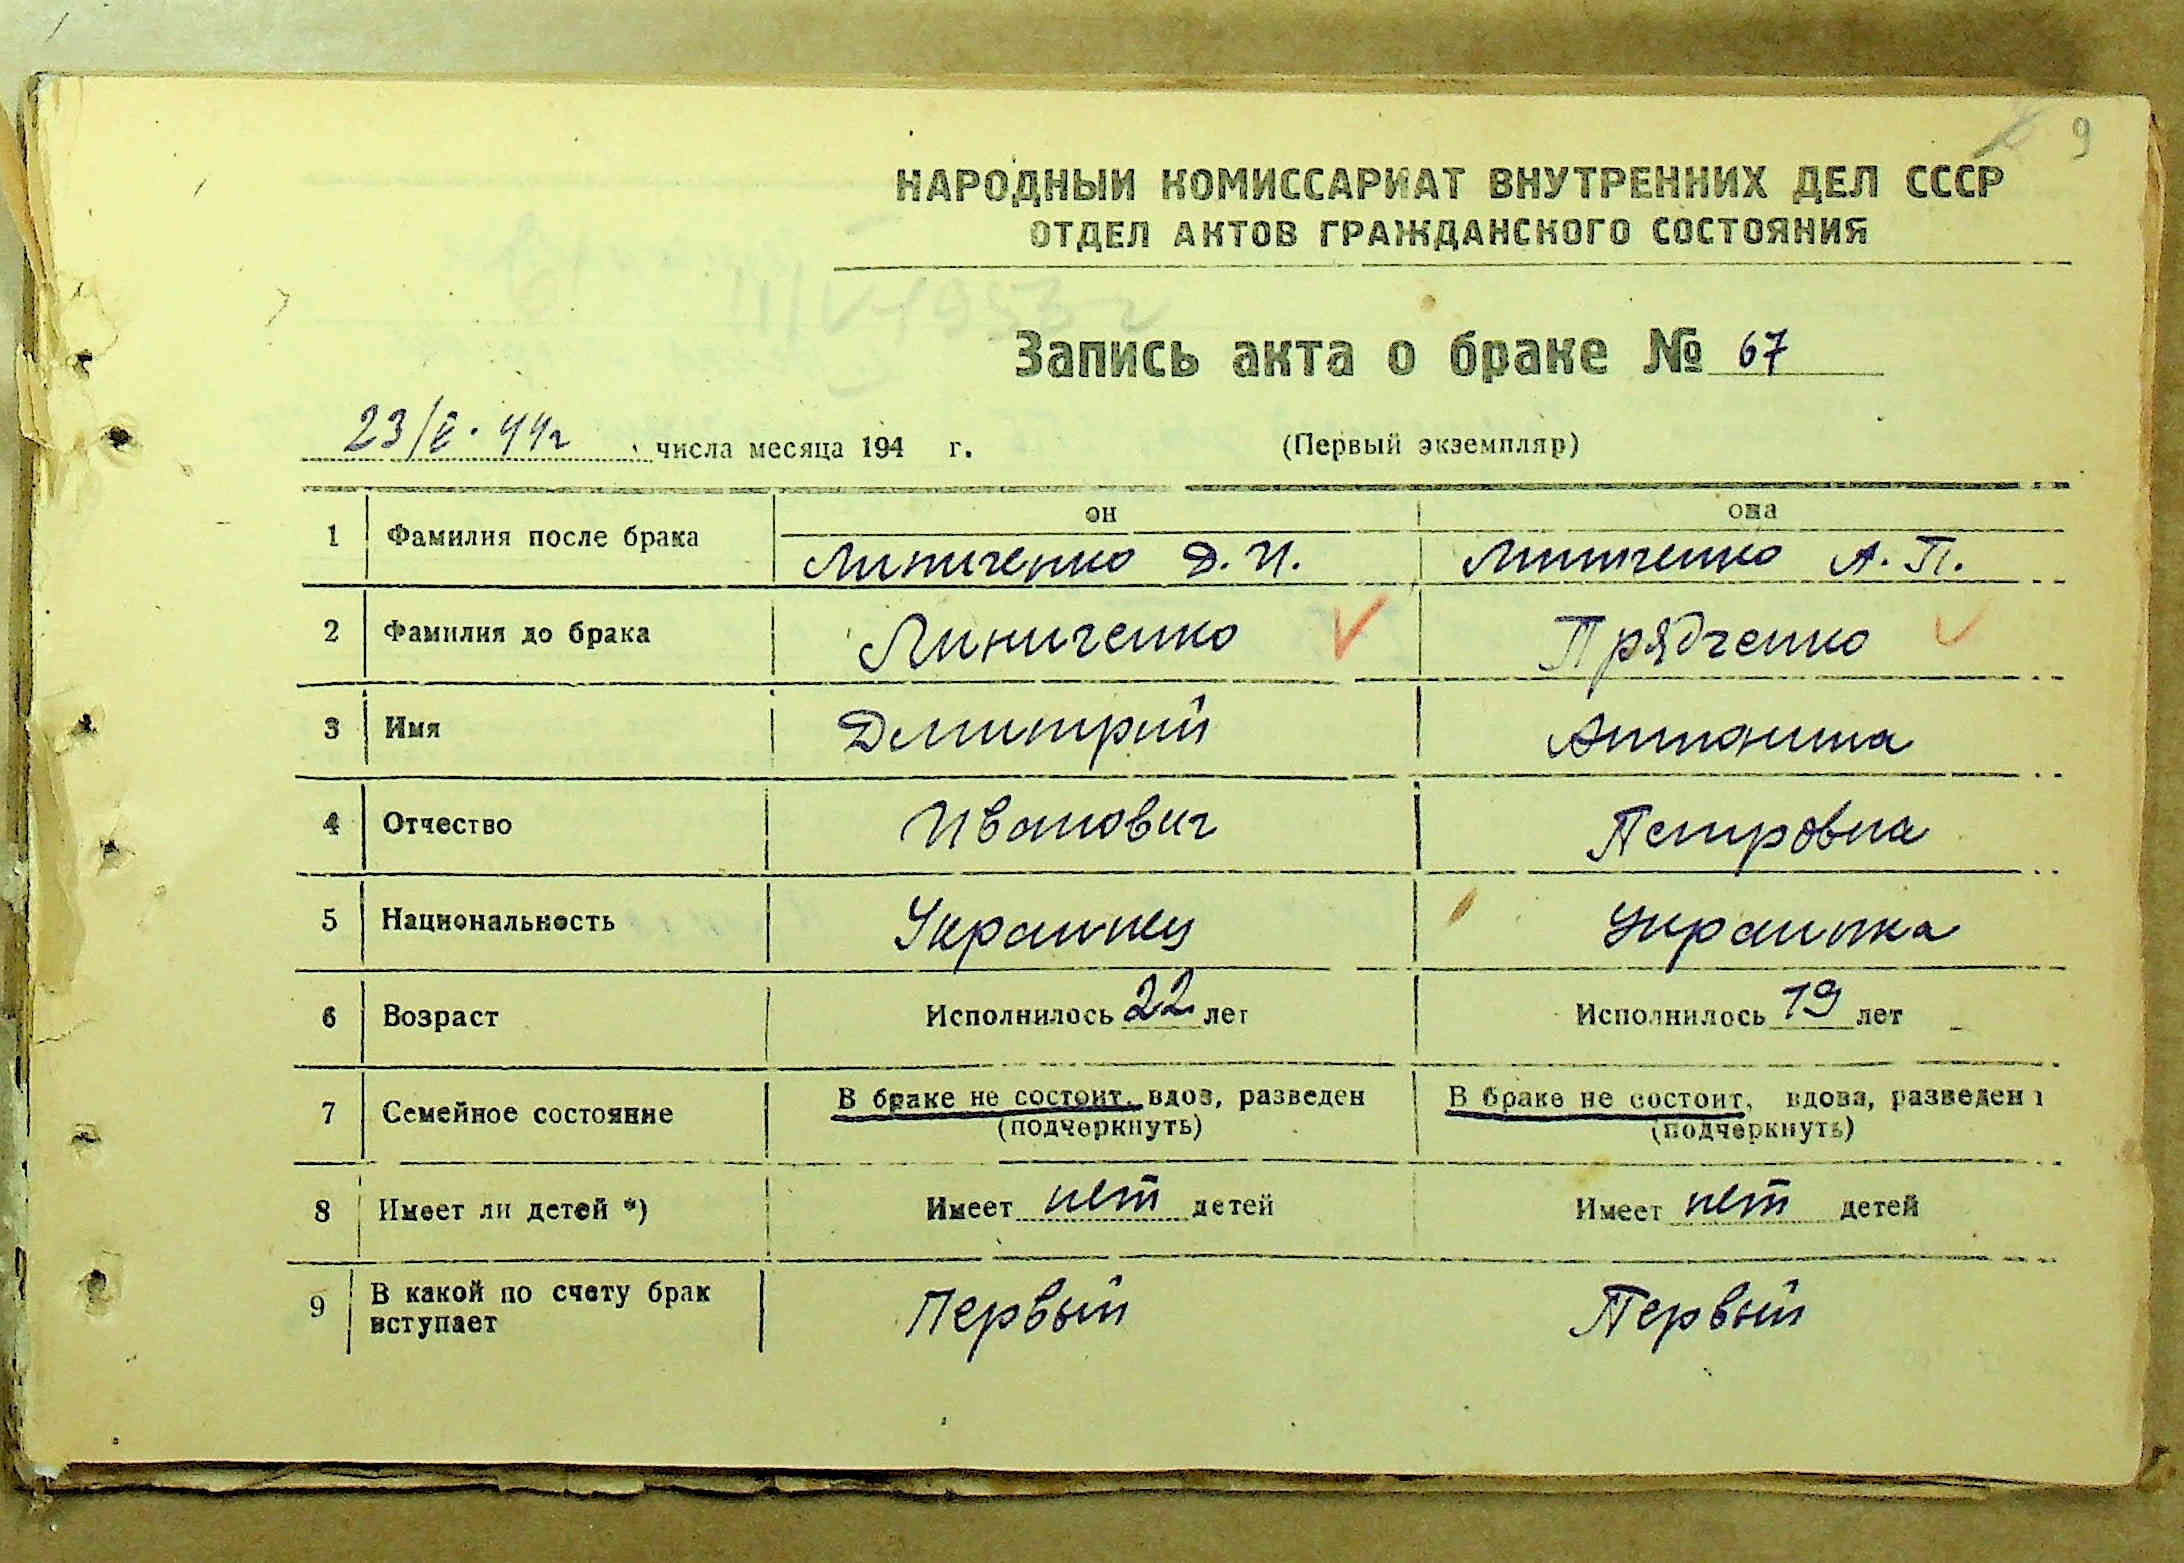 9
НАРОДНЫЙ КОМИССАРИАТ ВНУТРЕННИХ ДЕЛ СССР
ОТДЕЛ АКТОВ ГРАЖДАНСКОГО СОСТОЯНИЯ
Запись акта о браке № 67
23/ 44г числа месяца 194 г. (Первый экземпляр)
он она
1 Фамилия после брака Линиченко Д. И. Линиченко А. П.
2 Фамилия до брака Линиченко Прядченко
3 Имя Дмитрий Антонина
4 Отчество Иванович Петровна
5 Национальность Украинец Украинка
6 Возраст Исполнилось 22 лет Исполнилось 19 лет
7 Семейное состояние В браке не состоит, вдов, разведен В браке не состоит, вдова, разведена
(подчеркнуть) (подчеркнуть)
8 Имеет ли детей *) Имеет нет детей Имеет нет детей
9 В какой по счету брак вступает Первый Первый